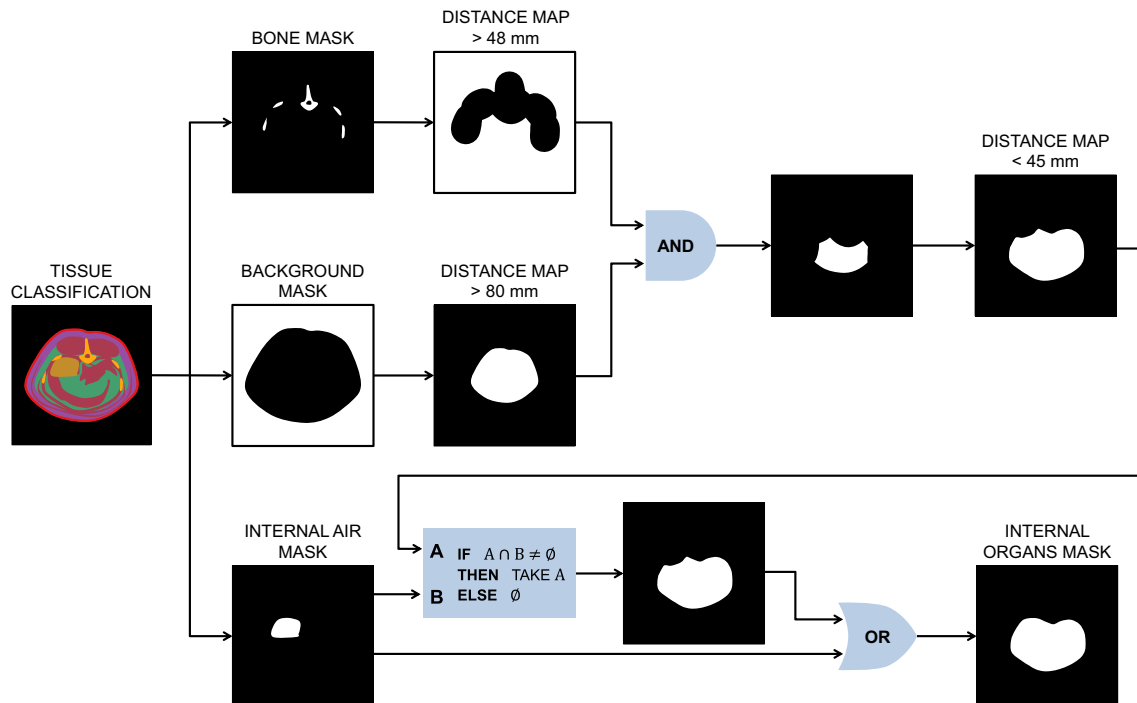 BONE MASK
DISTANCE MAP
> 48 mm
DISTANCE MAP
< 45 mm
AND
TISSUE
CLASSIFICATION
BACKGROUND
MASK
DISTANCE MAP
> 80 mm
INTERNAL AIR
MASK
A IF A ∩ B ≠ ∅
THEN TAKE A
B ELSE ∅
OR
INTERNAL
ORGANS MASK